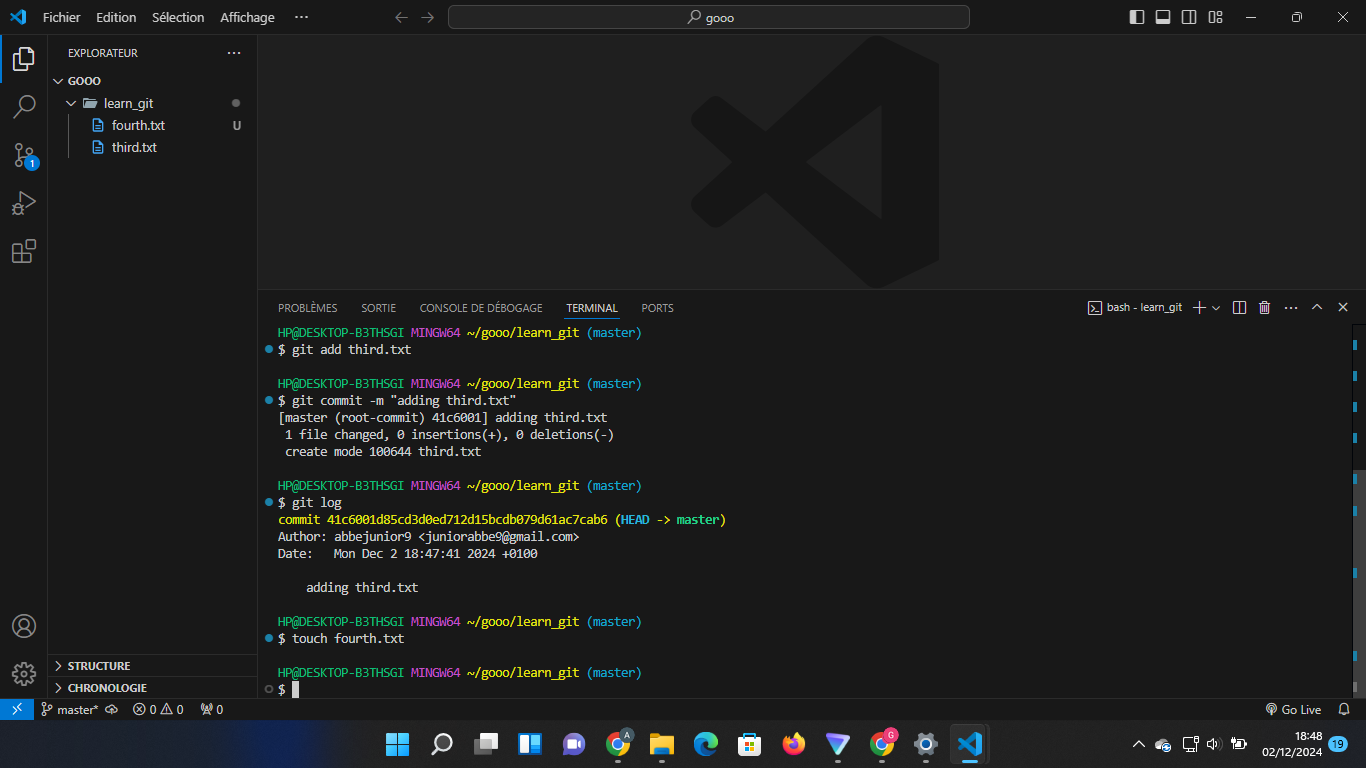 Fichier Edition Sélection Affichage ··· gooo
EXPLORATEUR ···
GOOO
learn_git
fourth.txt U
third.txt
1
PROBLÈMES SORTIE CONSOLE DE DÉBOGAGE TERMINAL PORTS bash - learn_git
HP@DESKTOP-B3THSGI MINGW64 ~/gooo/learn_git (master)
$ git add third.txt
HP@DESKTOP-B3THSGI MINGW64 ~/gooo/learn_git (master)
$ git commit -m "adding third.txt"
[master (root-commit) 41c6001] adding third.txt
1 file changed, 0 insertions(+), 0 deletions(-)
create mode 100644 third.txt
HP@DESKTOP-B3THSGI MINGW64 ~/gooo/learn_git (master)
$ git log
commit 41c6001d85cd3d0ed712d15bcdb079d61ac7cab6 (HEAD -> master)
Author: abbejunior9 <juniorabbe9@gmail.com>
Date:   Mon Dec 2 18:47:41 2024 +0100
adding third.txt
HP@DESKTOP-B3THSGI MINGW64 ~/gooo/learn_git (master)
$ touch fourth.txt
HP@DESKTOP-B3THSGI MINGW64 ~/gooo/learn_git (master)
$
STRUCTURE
CHRONOLOGIE
master* 0 0 0 Go Live
A G
18:48
02/12/2024 19